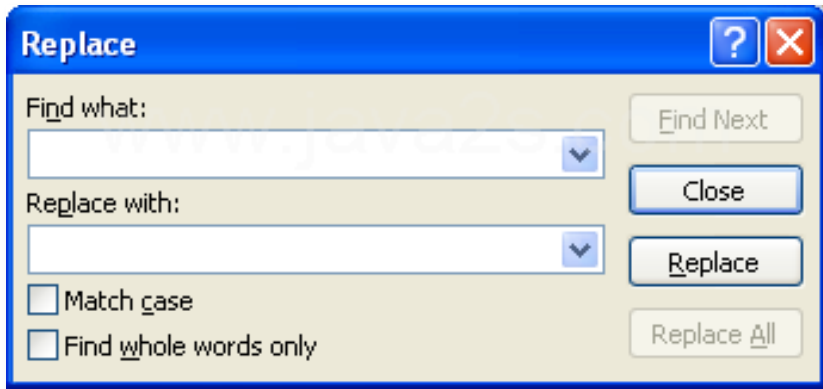 Replace
?
Find what:
Find Next
Close
Replace with:
Replace
Match case
Find whole words only
Replace All